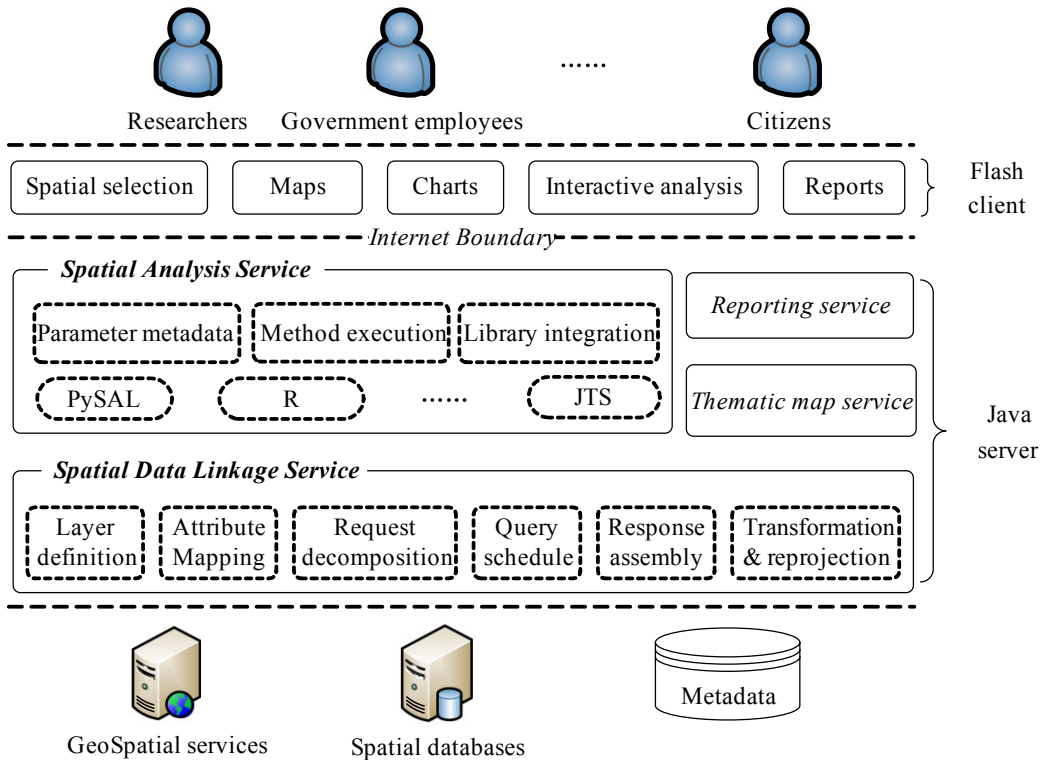 ......
Researchers
Government employees
Citizens
Spatial selection
Maps
Charts
Interactive analysis
Reports
Flash
client
Internet Boundary
Spatial Analysis Service
Parameter metadata
Method execution
Library integration
PySAL
R
......
JTS
Reporting service
Thematic map service
Java
server
Spatial Data Linkage Service
Layer
definition
Attribute
Mapping
Request
decomposition
Query
schedule
Response
assembly
Transformation
& reprojection
GeoSpatial services
Spatial databases
Metadata